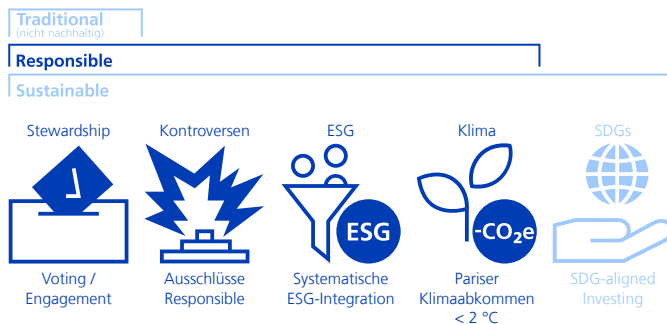 Traditional
(nicht nachhaltig)
Responsible
Sustainable
Stewardship
Kontroversen
ESG
Klima
SDGs
ESG
-CO₂e
Voting /
Engagement
Ausschlüsse
Responsible
Systematische
ESG-Integration
Pariser
Klimaabkommen
< 2 °C
SDG-aligned
Investing